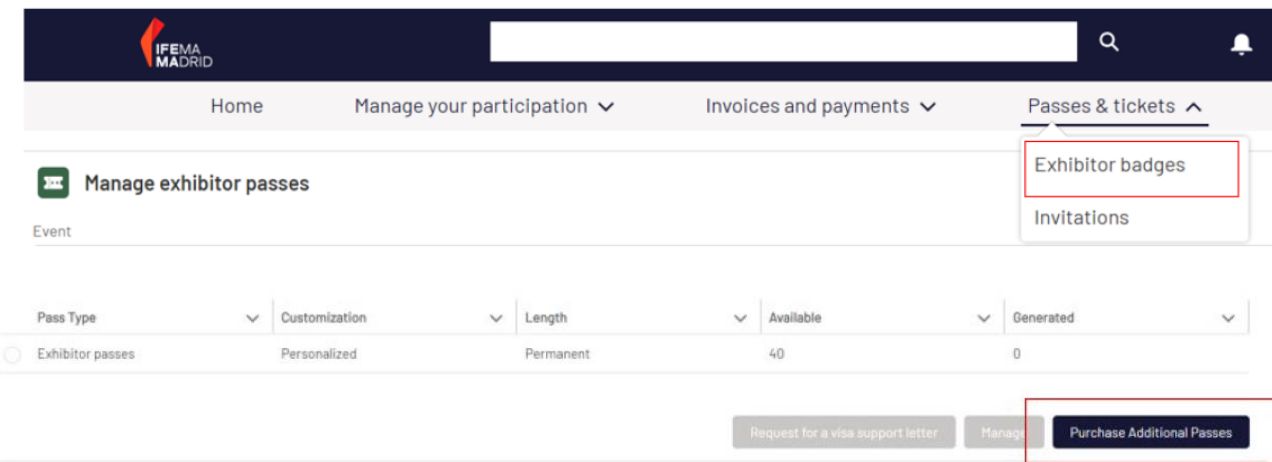 IFEMA
MADRID
Home Manage your participation Invoices and payments Passes & tickets
Exhibitor badges
Manage exhibitor passes
Invitations
Event
Pass Type Customization Length Available Generated
Exhibitor passes Personalized Permanent 40 0
Request for a visa support letter Manage Purchase Additional Passes